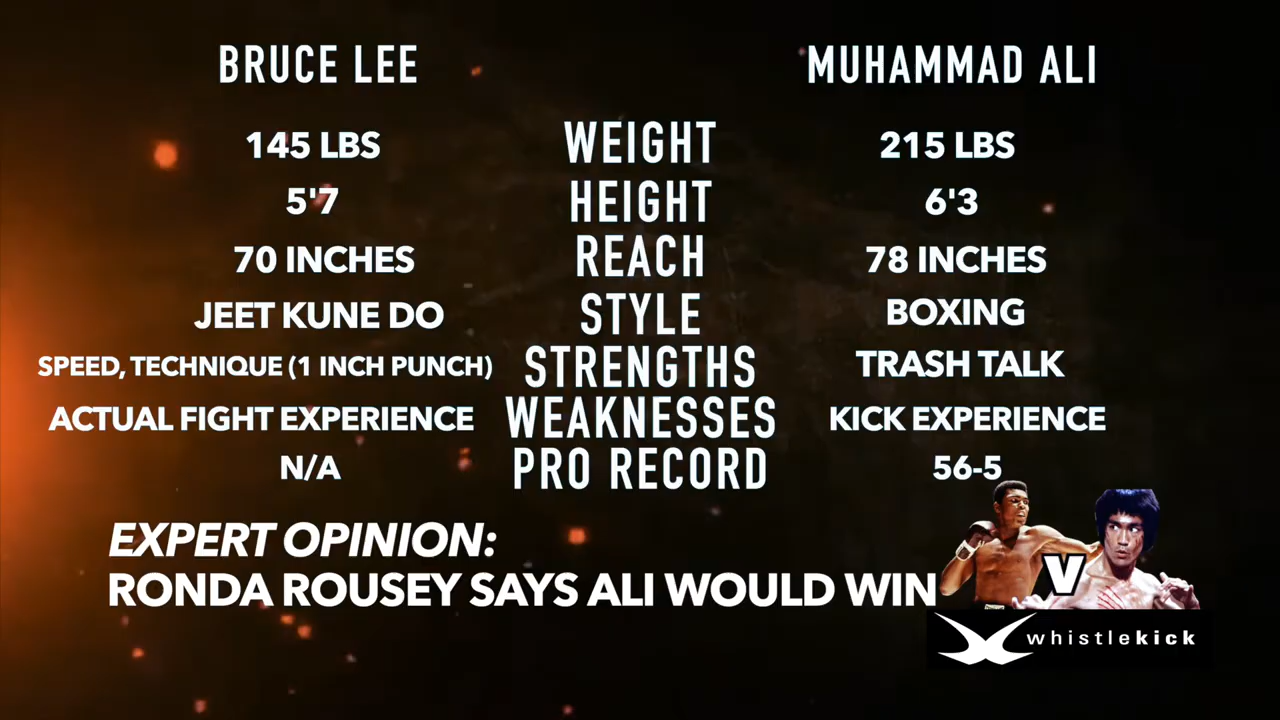 BRUCE LEE MUHAMMAD ALI
145 LBS WEIGHT 215 LBS
5'7 HEIGHT 6'3
70 INCHES REACH 78 INCHES
JEET KUNE DO STYLE BOXING
SPEED, TECHNIQUE (1 INCH PUNCH) STRENGTHS TRASH TALK
ACTUAL FIGHT EXPERIENCE WEAKNESSES KICK EXPERIENCE
N/A PRO RECORD 56-5
EXPERT OPINION:
RONDA ROUSEY SAYS ALI WOULD WIN
V
whistlekick